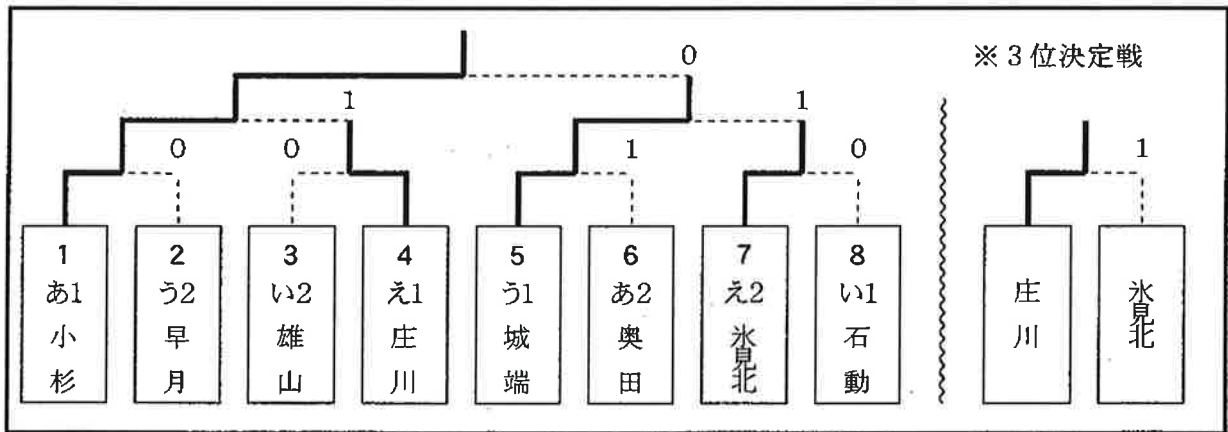 0
※3位決定戦
1
1
0
0
1
0
1
1
あ1
小杉
2
う2
早月
3
い2
雄山
4
え1
庄川
5
う1
城端
6
あ2
奥田
7
え2
氷見北
8
い1
石動
庄川
氷見北